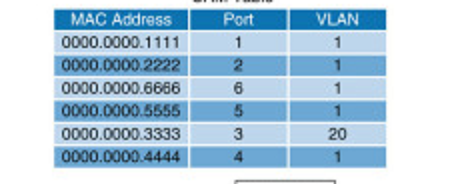 MAC Address Port VLAN
0000.0000.1111 1 1
0000.0000.2222 2 1
0000.0000.6666 6 1
0000.0000.5555 5 1
0000.0000.3333 3 20
0000.0000.4444 4 1